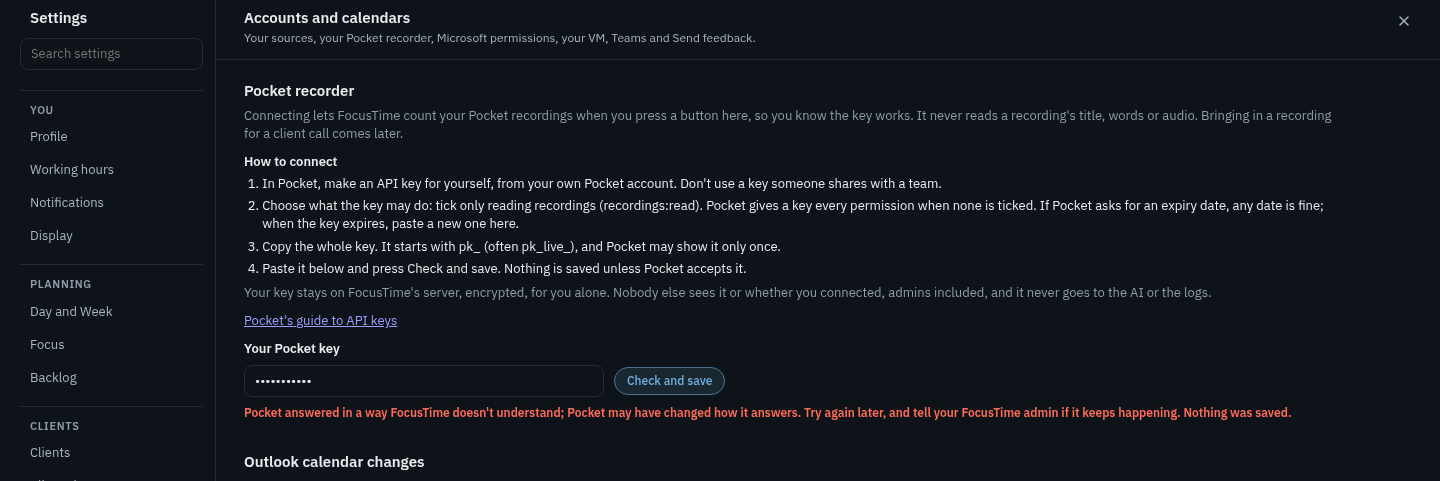 Settings
Search settings
YOU
Profile
Working hours
Notifications
Display
PLANNING
Day and Week
Focus
Backlog
CLIENTS
Clients
Accounts and calendars
Your sources, your Pocket recorder, Microsoft permissions, your VM, Teams and Send feedback.
Pocket recorder
Connecting lets FocusTime count your Pocket recordings when you press a button here, so you know the key works. It never reads a recording's title, words or audio. Bringing in a recording
for a client call comes later.
How to connect
1. In Pocket, make an API key for yourself, from your own Pocket account. Don't use a key someone shares with a team.
2. Choose what the key may do: tick only reading recordings (recordings:read). Pocket gives a key every permission when none is ticked. If Pocket asks for an expiry date, any date is fine;
when the key expires, paste a new one here.
3. Copy the whole key. It starts with pk_ (often pk_live_), and Pocket may show it only once.
4. Paste it below and press Check and save. Nothing is saved unless Pocket accepts it.
Your key stays on FocusTime's server, encrypted, for you alone. Nobody else sees it or whether you connected, admins included, and it never goes to the AI or the logs.
Pocket's guide to API keys
Your Pocket key
•••••••••••
Check and save
Pocket answered in a way FocusTime doesn't understand; Pocket may have changed how it answers. Try again later, and tell your FocusTime admin if it keeps happening. Nothing was saved.
Outlook calendar changes